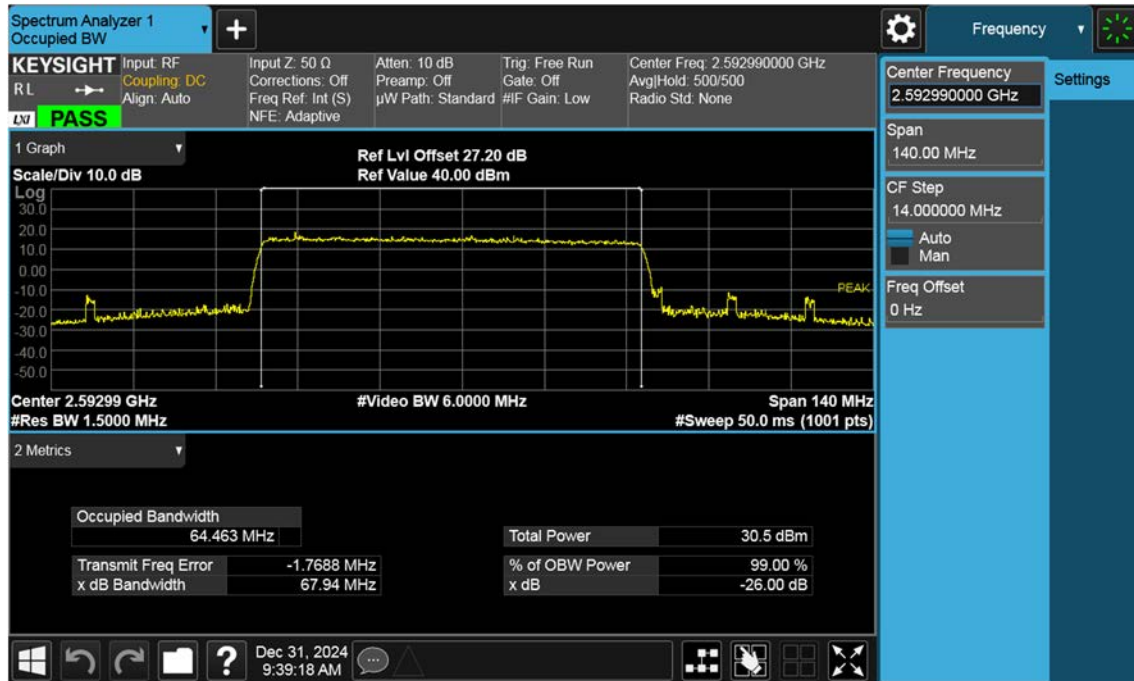 Spectrum Analyzer 1
Occupied BW
Frequency
KEYSIGHT
R L
LXI PASS
Input: RF
Coupling: DC
Align: Auto
Input Z: 50 Ω
Corrections: Off
Freq Ref: Int (S)
NFE: Adaptive
Atten: 10 dB
Preamp: Off
µW Path: Standard
Trig: Free Run
Gate: Off
#IF Gain: Low
Center Freq: 2.592990000 GHz
Avg|Hold: 500/500
Radio Std: None
Center Frequency
2.592990000 GHz
Settings
Span
140.00 MHz
CF Step
14.000000 MHz
Auto
Man
Freq Offset
0 Hz
1 Graph
Scale/Div 10.0 dB
Ref Lvl Offset 27.20 dB
Ref Value 40.00 dBm
Log
30.0
20.0
10.0
0.00
-10.0
-20.0
-30.0
-40.0
-50.0
PEAK
Center 2.59299 GHz
#Video BW 6.0000 MHz
Span 140 MHz
#Res BW 1.5000 MHz
#Sweep 50.0 ms (1001 pts)
2 Metrics
Occupied Bandwidth
64.463 MHz
Total Power 30.5 dBm
Transmit Freq Error -1.7688 MHz
% of OBW Power 99.00 %
x dB Bandwidth 67.94 MHz
x dB -26.00 dB
?
Dec 31, 2024
9:39:18 AM